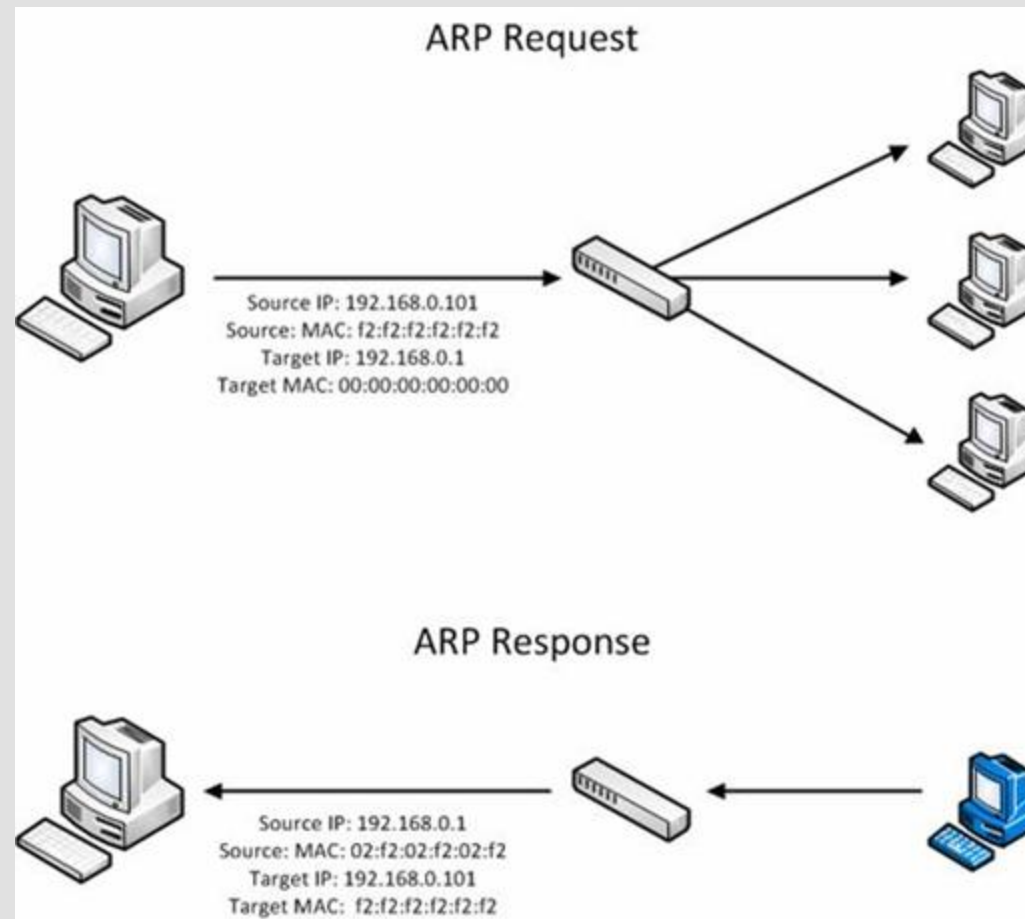 ARP Request
Source IP: 192.168.0.101
Source: MAC: f2:f2:f2:f2:f2:f2
Target IP: 192.168.0.1
Target MAC: 00:00:00:00:00:00
ARP Response
Source IP: 192.168.0.1
Source: MAC: 02:f2:02:f2:02:f2
Target IP: 192.168.0.101
Target MAC: f2:f2:f2:f2:f2:f2